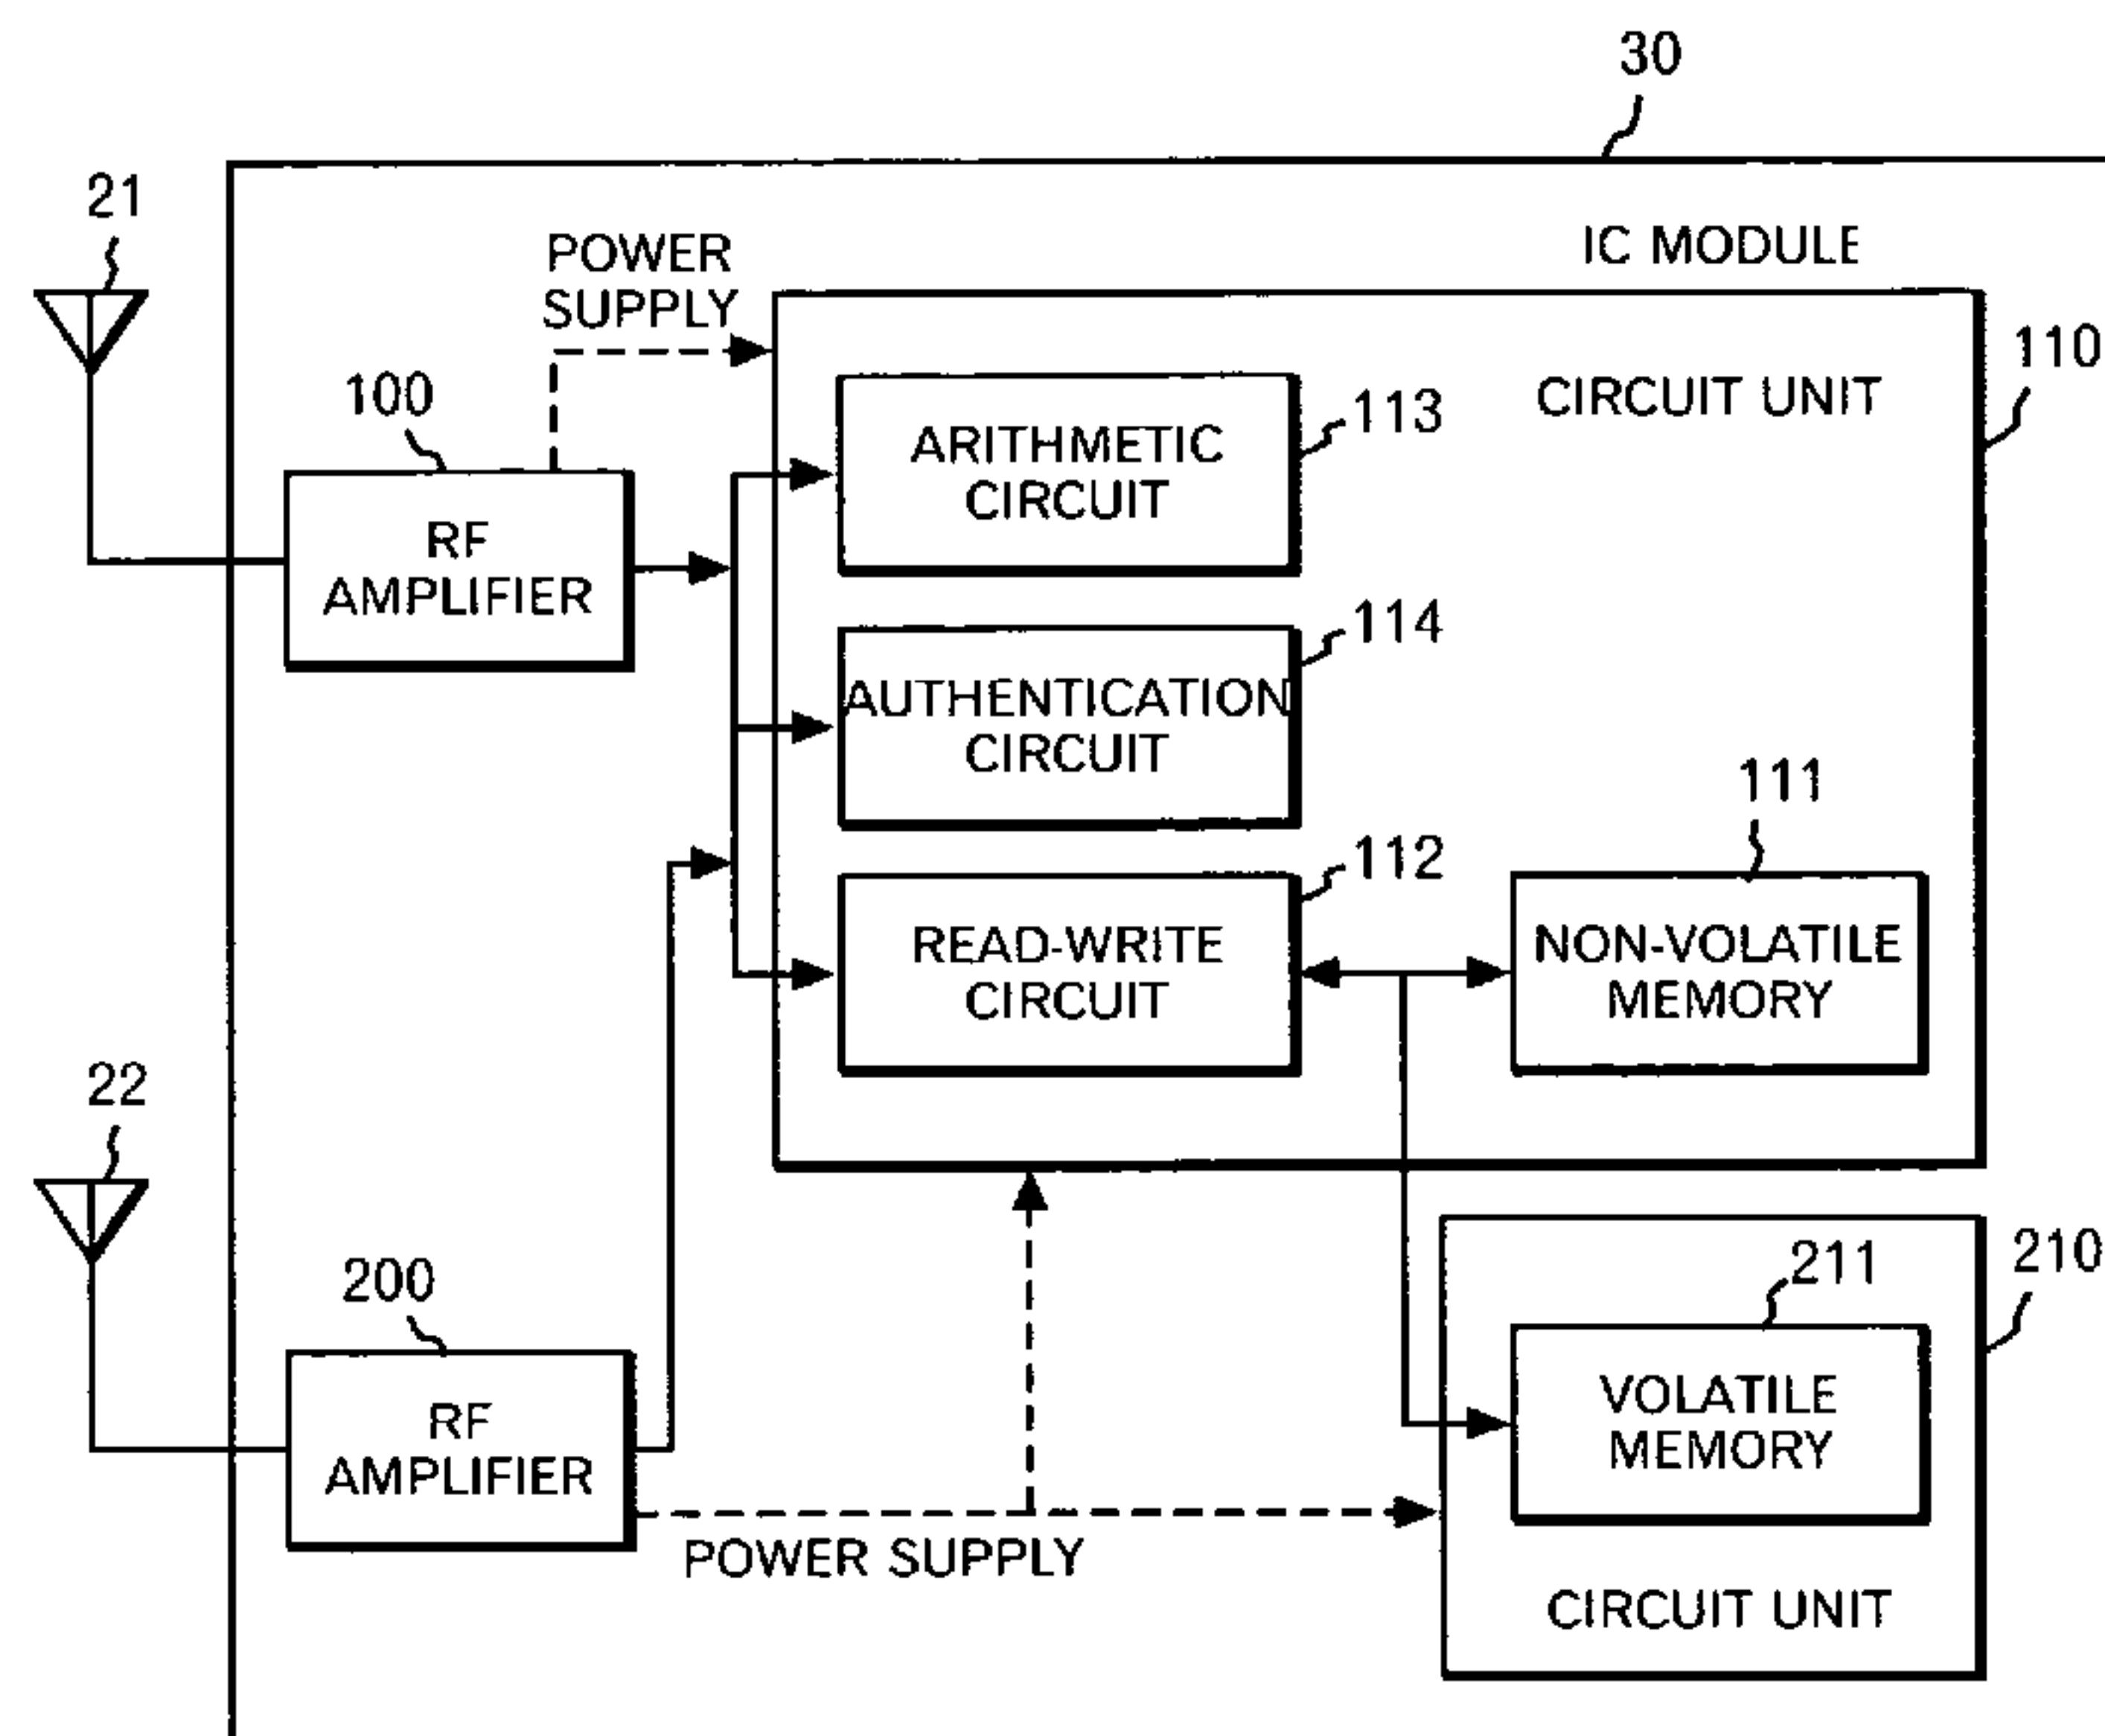 30
21
IC MODULE
POWER
SUPPLY
110
100
CIRCUIT UNIT
113
ARITHMETIC
CIRCUIT
RF
AMPLIFIER
114
AUTHENTICATION
CIRCUIT
111
112
READ-WRITE
CIRCUIT
NON-VOLATILE
MEMORY
22
200
210
211
VOLATILE
MEMORY
RF
AMPLIFIER
POWER SUPPLY
CIRCUIT UNIT